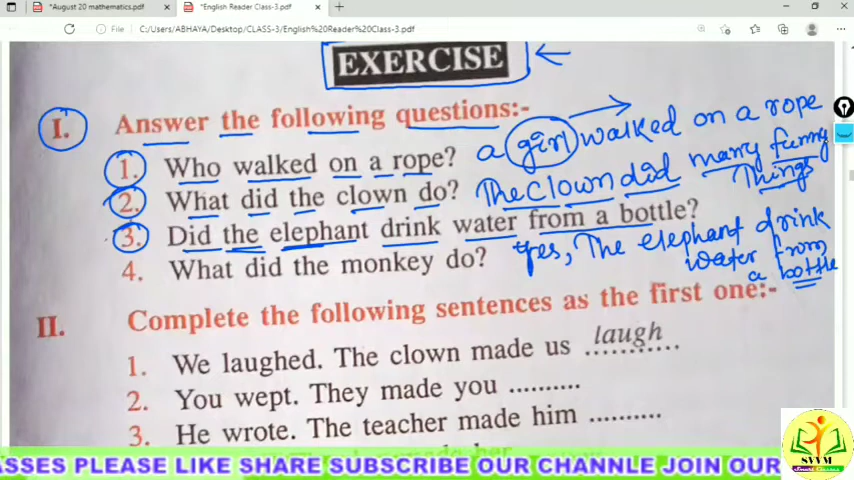 *August 20 mathematics.pdf
*English Reader Class-3.pdf
File
C:/Users/ABHAYA/Desktop/CLASS-3/English%20Reader%20Class-3.pdf
EXERCISE
I. Answer the following questions:-
1. Who walked on a rope? a girl walked on a rope
2. What did the clown do? The clown did many funny Things
3. Did the elephant drink water from a bottle?
Yes, The elephant drink water from a bottle
4. What did the monkey do?
II. Complete the following sentences as the first one:-
1. We laughed. The clown made us laugh
2. You wept. They made you ..........
3. He wrote. The teacher made him ..........
ASSES PLEASE LIKE SHARE SUBSCRIBE OUR CHANNLE JOIN OUR
SVVM
Smart Classes